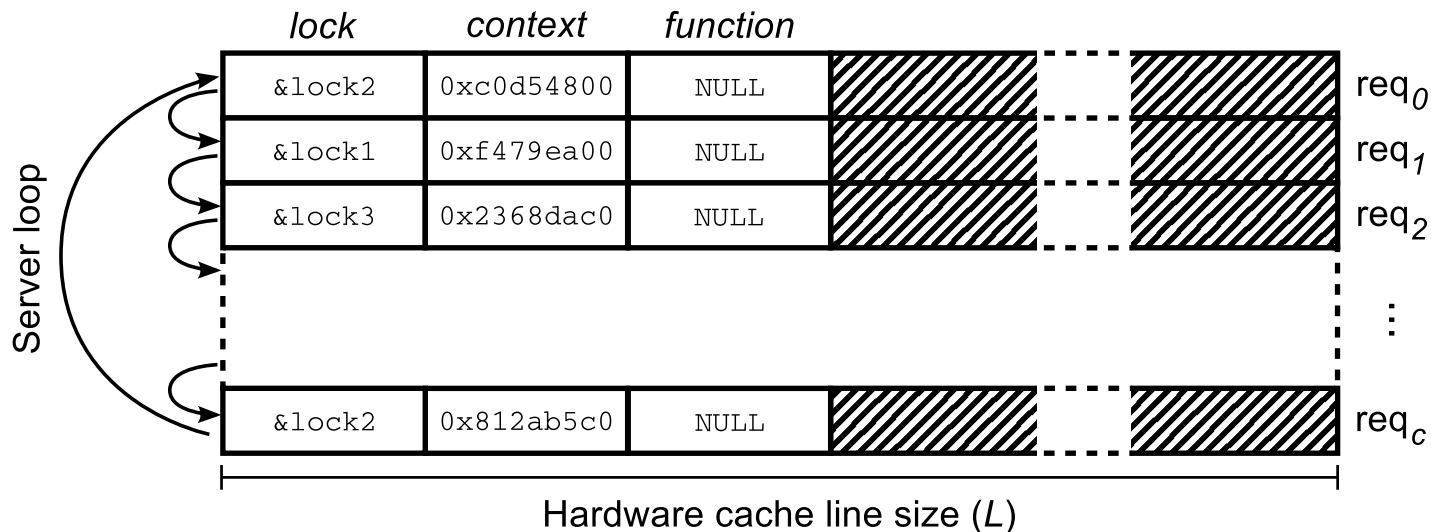 lock context function
&lock2 0xc0d54800 NULL req0
&lock1 0xf479ea00 NULL req1
&lock3 0x2368dac0 NULL req2
Server loop
...
&lock2 0x812ab5c0 NULL reqc
Hardware cache line size (L)